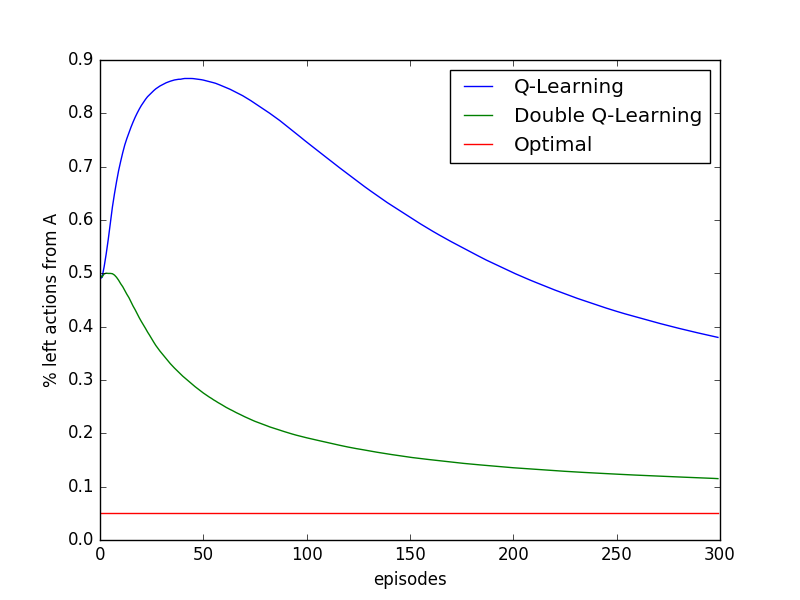 0.9
0.8
0.7
0.6
0.5
0.4
0.3
0.2
0.1
0.0
% left actions from A
Q-Learning
Double Q-Learning
Optimal
0 50 100 150 200 250 300
episodes